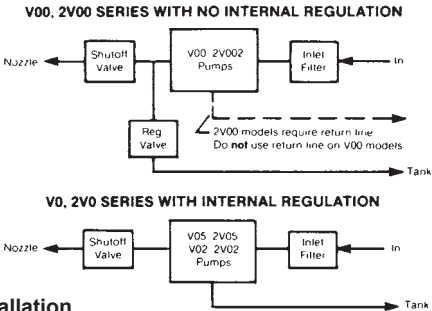 V00, 2V00 SERIES WITH NO INTERNAL REGULATION
Nozzle
Shutoff
Valve
V00 2V002
Pumps
Inlet
Filter
In
2V00 models require return line
Do not use return line on V00 models
Reg
Valve
Tank
V0, 2V0 SERIES WITH INTERNAL REGULATION
Nozzle
Shutoff
Valve
V05 2V05
V02 2V02
Pumps
Inlet
Filter
In
Tank
allation